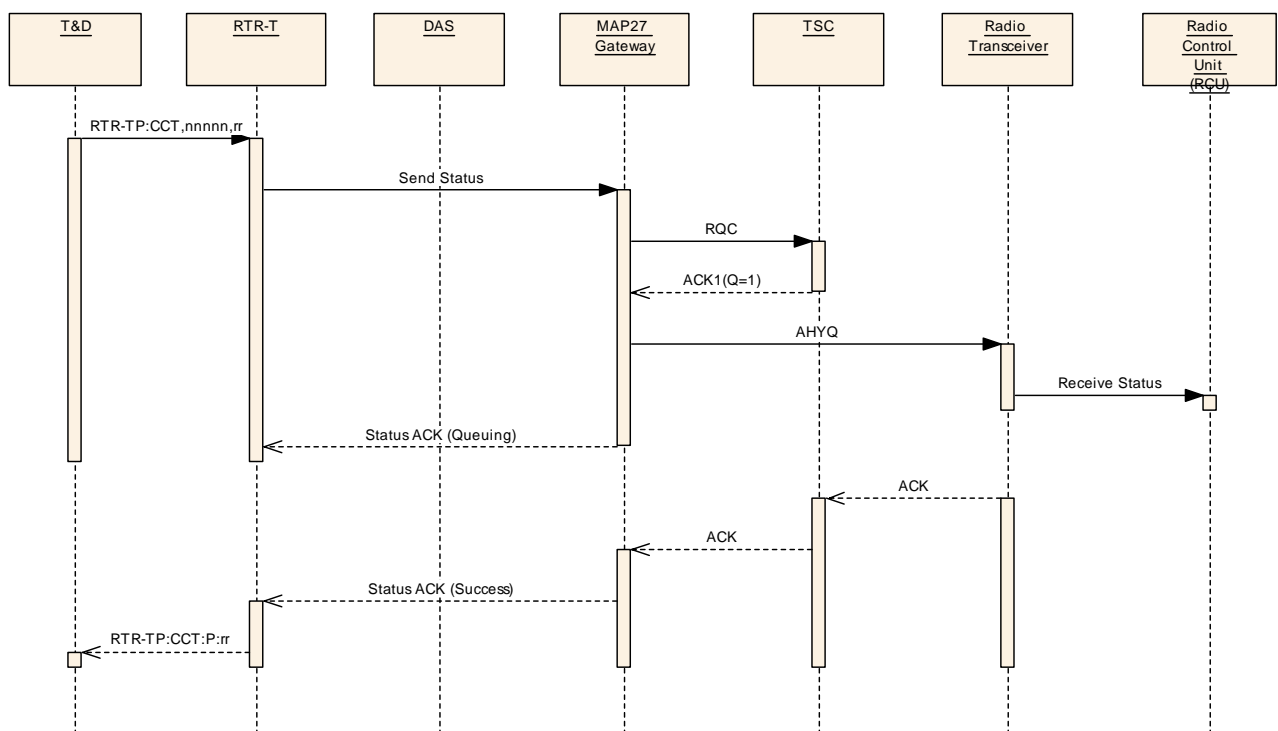 T&D
RTR-T
DAS
MAP27
Gateway
TSC
Radio
Transceiver
Radio
Control
Unit
(RCU)
RTR-TP:CCT,nnnnn,rr
Send Status
RQC
ACK1(Q=1)
AHYQ
Receive Status
Status ACK (Queuing)
ACK
ACK
Status ACK (Success)
RTR-TP:CCT:P:rr